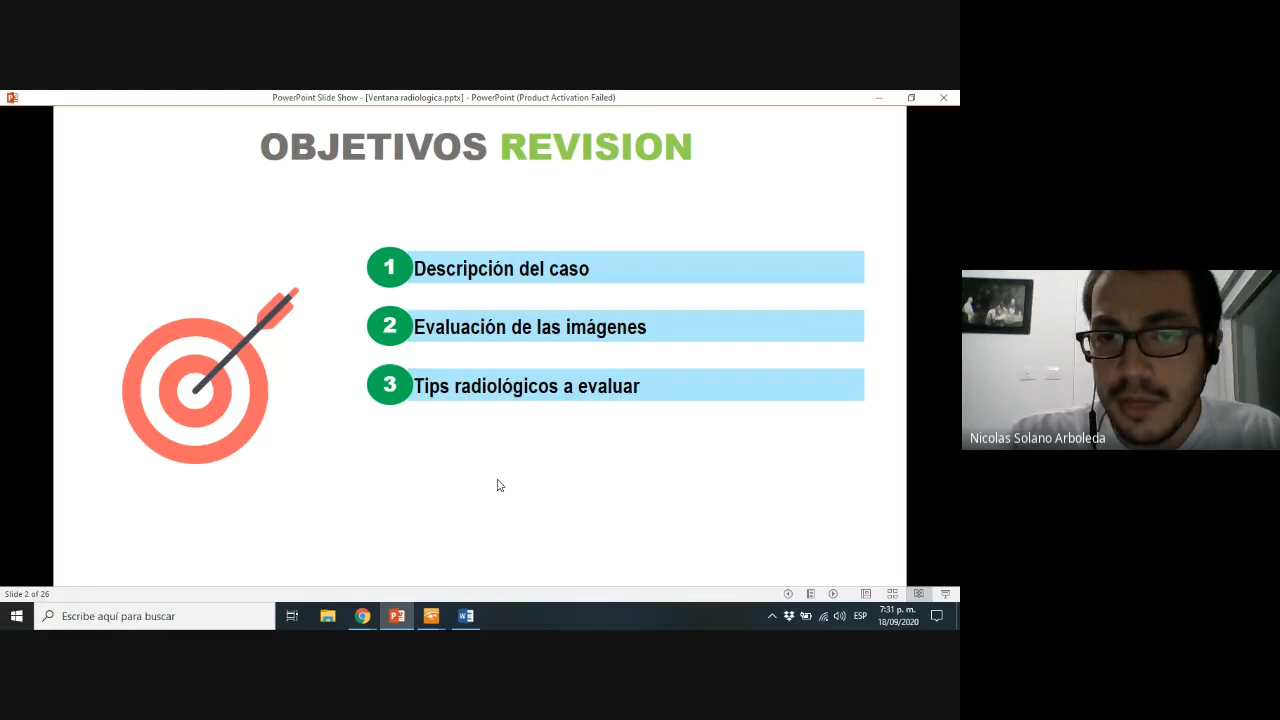 PowerPoint Slide Show - [Ventana radiologica.pptx] - PowerPoint (Product Activation Failed)
OBJETIVOS REVISION
1 Descripción del caso
2 Evaluación de las imágenes
3 Tips radiológicos a evaluar
Nicolas Solano Arboleda
Slide 2 of 26
Escribe aquí para buscar
ESP
7:31 p. m.
18/09/2020